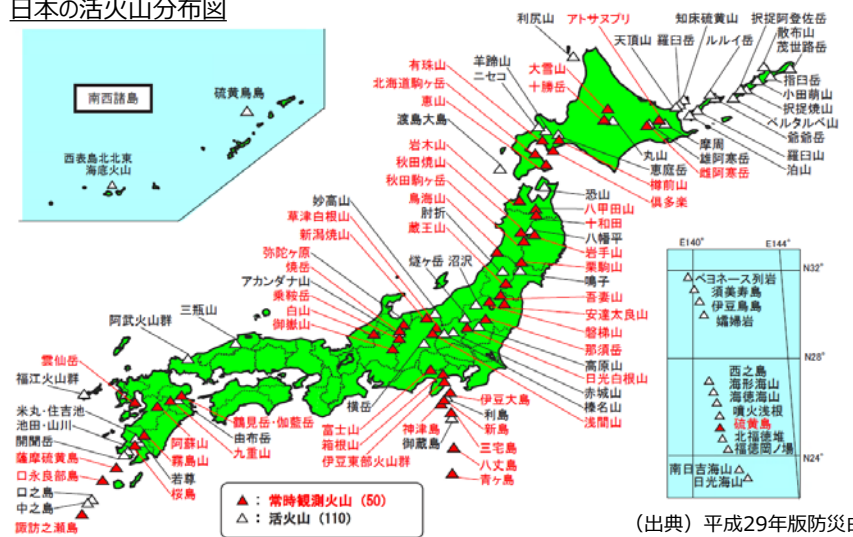 日本の活火山分布図
南西諸島
硫黄鳥島
西表島北北東
海底火山
利尻山
アトサヌプリ
知床硫黄山
択捉阿登佐岳
天頂山
羅臼岳
ルルイ岳
散布山
茂世路岳
指臼岳
小田萌山
択捉焼山
ベルタルベ山
爺爺岳
羅臼山
泊山
有珠山
北海道駒ヶ岳
恵山
渡島大島
羊蹄山
ニセコ
大雪山
十勝岳
摩周
雄阿寒岳
雌阿寒岳
丸山
恵庭岳
樽前山
倶多楽
岩木山
秋田焼山
秋田駒ヶ岳
鳥海山
肘折
蔵王山
恐山
八甲田山
十和田
八幡平
岩手山
栗駒山
鳴子
妙高山
草津白根山
新潟焼山
弥陀ヶ原
焼岳
アカンダナ山
乗鞍岳
白山
御嶽山
燧ヶ岳
沼沢
吾妻山
安達太良山
磐梯山
那須岳
高原山
日光白根山
赤城山
榛名山
浅間山
三瓶山
阿武火山群
雲仙岳
福江火山群
米丸・住吉池
池田・山川
開聞岳
薩摩硫黄島
口永良部島
口之島
中之島
諏訪之瀬島
鶴見岳・伽藍岳
由布岳
九重山
阿蘇山
霧島山
若尊
桜島
横岳
富士山
箱根山
伊豆東部火山群
伊豆大島
利島
新島
神津島
御蔵島
三宅島
八丈島
青ヶ島
▲ : 常時観測火山 (50)
△ : 活火山 (110)
E140°
E144°
N32°
N28°
N24°
ベヨネース列岩
須美寿島
伊豆鳥島
孀婦岩
西之島
海形海山
海徳海山
噴火浅根
硫黄島
北福徳堆
福徳岡ノ場
南日吉海山
日光海山
（出典）平成29年版防災